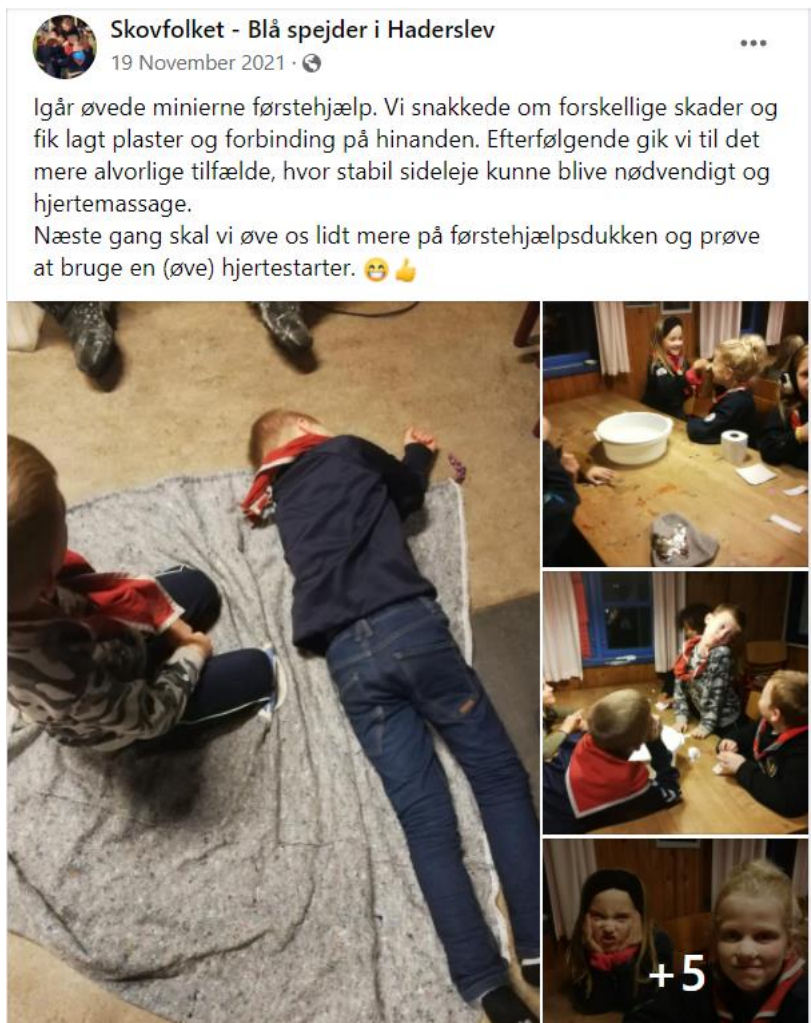 Skovfolket - Blå spejder i Haderslev
19 November 2021 ·
Igår øvede minierne førstehjælp. Vi snakkede om forskellige skader og
fik lagt plaster og forbinding på hinanden. Efterfølgende gik vi til det
mere alvorlige tilfælde, hvor stabil sideleje kunne blive nødvendigt og
hjertemassage.
Næste gang skal vi øve os lidt mere på førstehjælpsdukken og prøve
at bruge en (øve) hjertestarter. 😁👍
+5